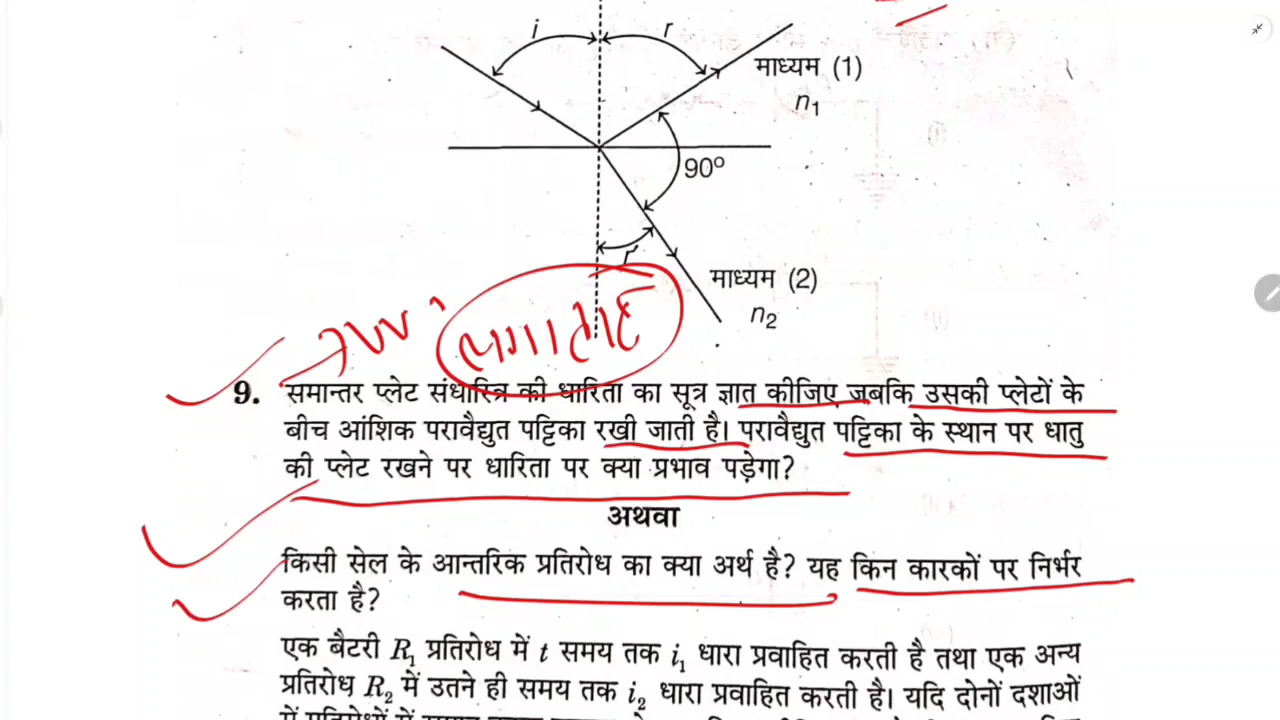 i r
माध्यम (1)
n₁
90°
r'
माध्यम (2)
n₂
9. समान्तर प्लेट संधारित्र की धारिता का सूत्र ज्ञात कीजिए जबकि उसकी प्लेटों के
बीच आंशिक परावैद्युत पट्टिका रखी जाती है। परावैद्युत पट्टिका के स्थान पर धातु
की प्लेट रखने पर धारिता पर क्या प्रभाव पड़ेगा?
अथवा
किसी सेल के आन्तरिक प्रतिरोध का क्या अर्थ है? यह किन कारकों पर निर्भर
करता है?
एक बैटरी R₁ प्रतिरोध में t समय तक i₁ धारा प्रवाहित करती है तथा एक अन्य
प्रतिरोध R₂ में उतने ही समय तक i₂ धारा प्रवाहित करती है। यदि दोनों दशाओं